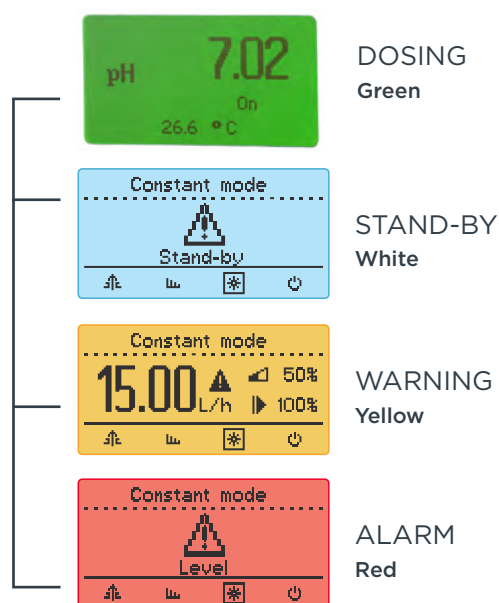 pH 7.02
On
26.6 °C
DOSING
Green
Constant mode
Stand-by
STAND-BY
White
Constant mode
15.00 L/h 50%
100%
WARNING
Yellow
Constant mode
Level
ALARM
Red